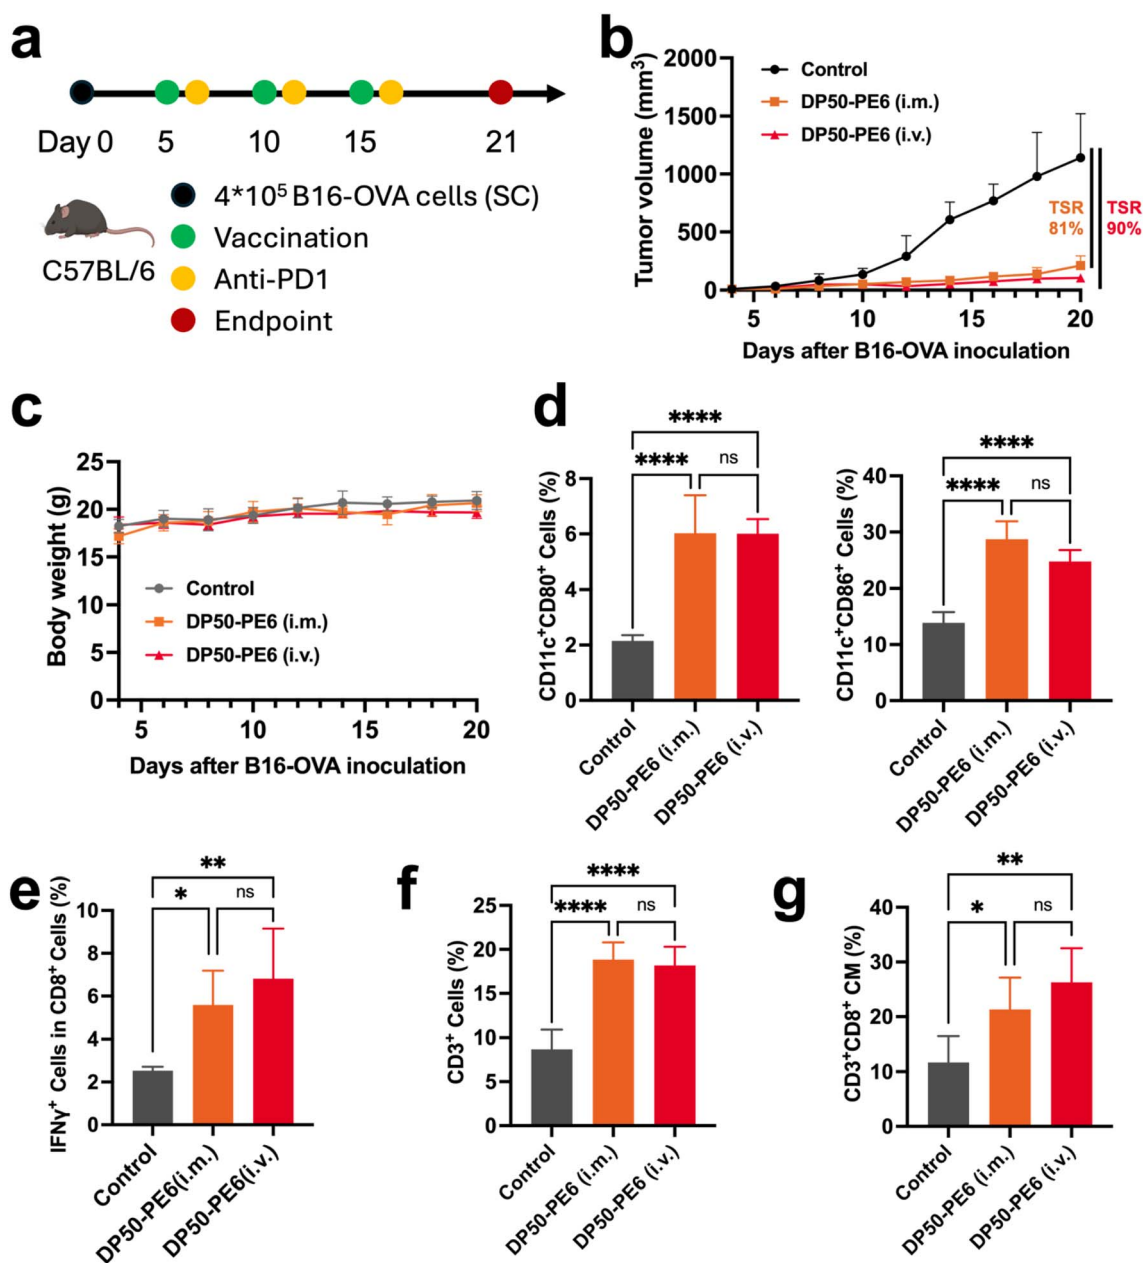 a
Day 0 5 10 15 21
C57BL/6
4*10⁵ B16-OVA cells (SC)
Vaccination
Anti-PD1
Endpoint
b
Tumor volume (mm³)
2000
1500
1000
500
0
Control
DP50-PE6 (i.m.)
DP50-PE6 (i.v.)
TSR 81%
TSR 90%
5 10 15 20
Days after B16-OVA inoculation
c
Body weight (g)
25
20
15
10
5
0
Control
DP50-PE6 (i.m.)
DP50-PE6 (i.v.)
5 10 15 20
Days after B16-OVA inoculation
d
CD11c⁺CD80⁺ Cells (%)
8
6
4
2
0
****
**** ns
Control
DP50-PE6 (i.m.)
DP50-PE6 (i.v.)
CD11c⁺CD86⁺ Cells (%)
40
30
20
10
0
****
**** ns
Control
DP50-PE6 (i.m.)
DP50-PE6 (i.v.)
e
IFNγ⁺ Cells in CD8⁺ Cells (%)
10
8
6
4
2
0
**
* ns
Control
DP50-PE6(i.m.)
DP50-PE6(i.v.)
f
CD3⁺ Cells (%)
25
20
15
10
5
0
****
**** ns
Control
DP50-PE6 (i.m.)
DP50-PE6 (i.v.)
g
CD3⁺CD8⁺ CM (%)
40
30
20
10
0
**
* ns
Control
DP50-PE6 (i.m.)
DP50-PE6 (i.v.)